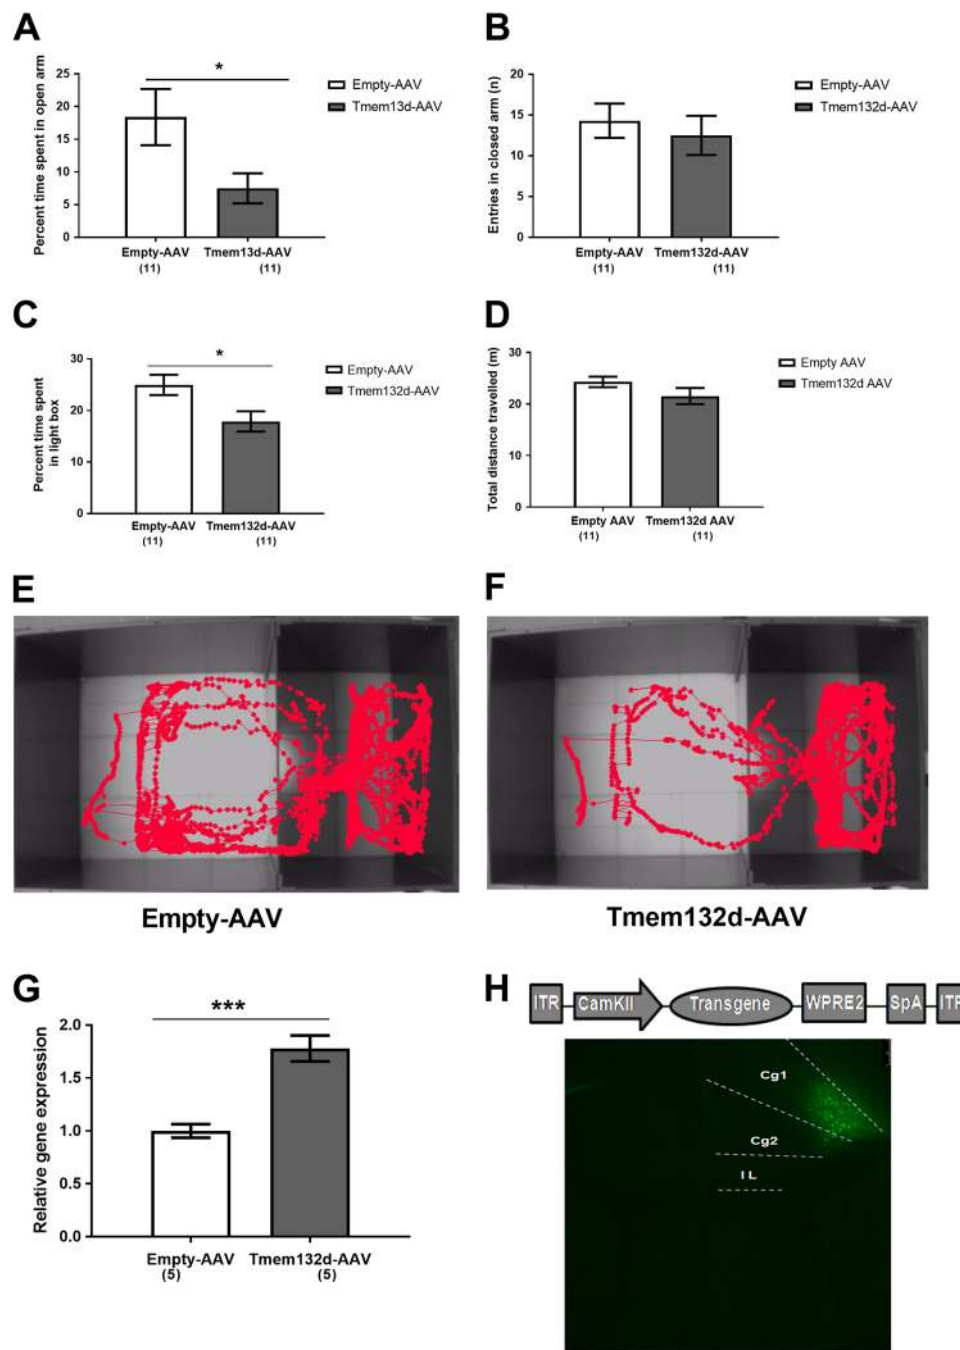 A
Percent time spent in open arm
25
20
15
10
5
0
*
Empty-AAV
Tmem13d-AAV
Empty-AAV
(11)
Tmem13d-AAV
(11)
B
Entries in closed arm (n)
20
15
10
5
0
Empty-AAV
Tmem132d-AAV
Empty-AAV
(11)
Tmem132d-AAV
(11)
C
Percent time spent
in light box
30
20
10
0
*
Empty-AAV
Tmem132d-AAV
Empty-AAV
(11)
Tmem132d-AAV
(11)
D
Total distance travelled (m)
30
20
10
0
Empty AAV
Tmem132d AAV
Empty AAV
(11)
Tmem132d AAV
(11)
E
Empty-AAV
F
Tmem132d-AAV
G
Relative gene expression
2.0
1.5
1.0
0.5
0.0
***
Empty-AAV
(5)
Tmem132d-AAV
(5)
H
ITR CamKII Transgene WPRE2 SpA
Cg1
Cg2
IL